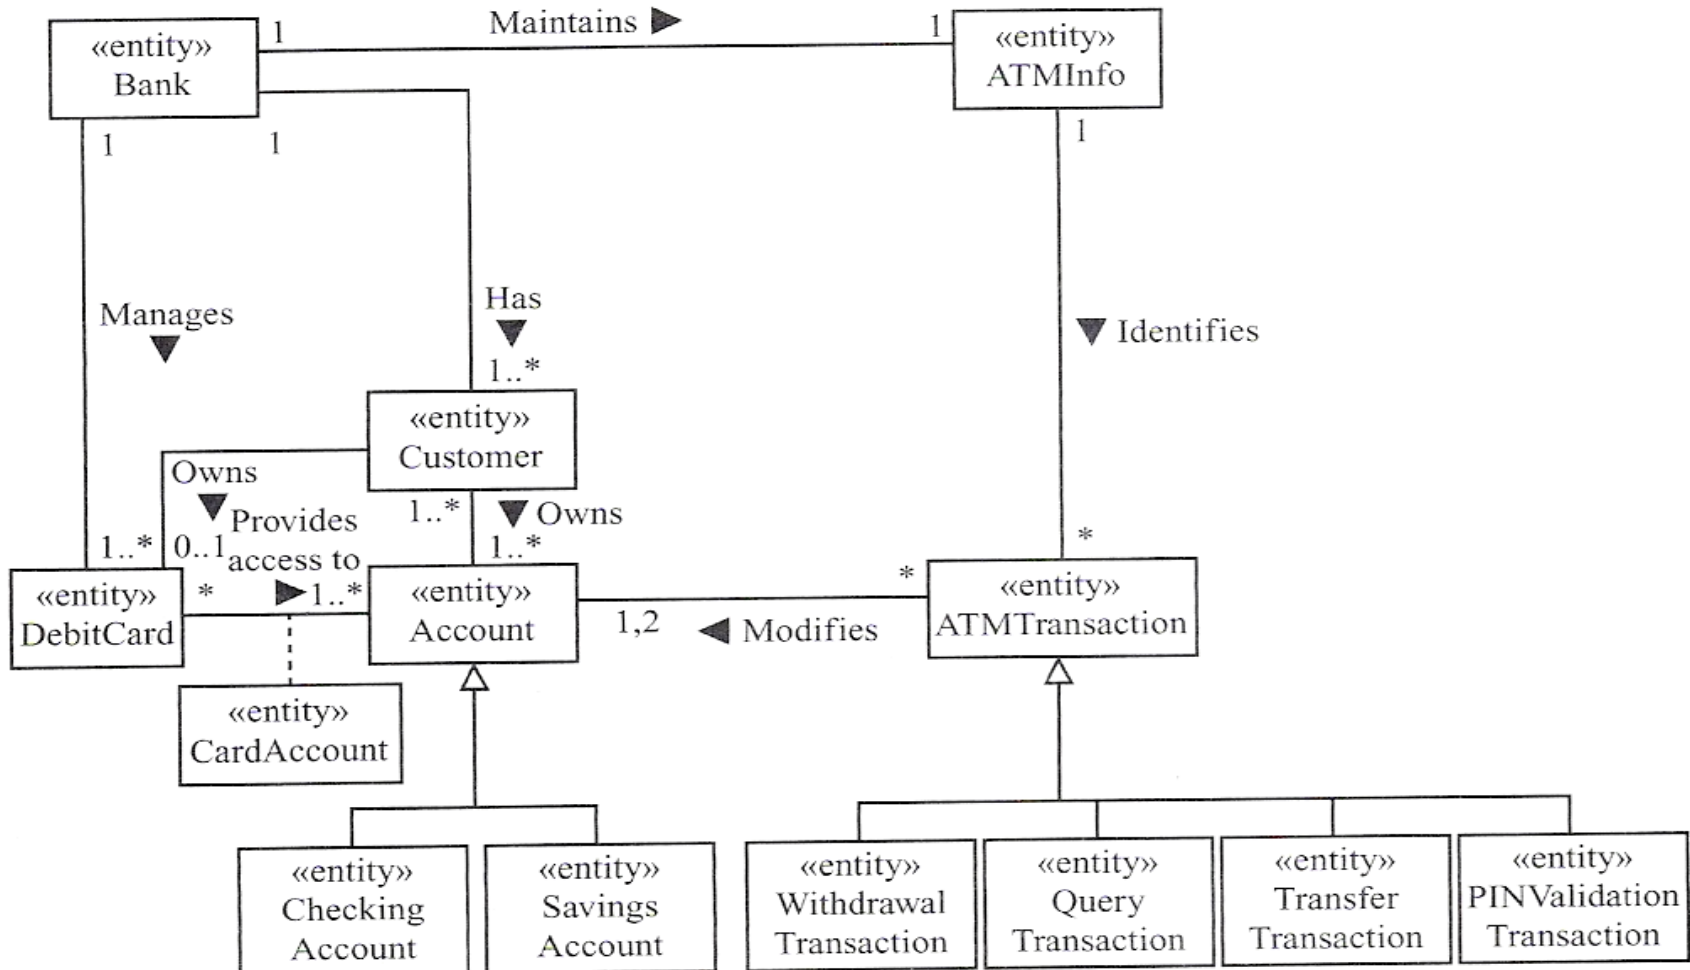 1
Maintains
1
«entity»
Bank
«entity»
ATMInfo
1
1
1
Manages
Has
1..*
Identifies
«entity»
Customer
Owns
1..*
Owns
Provides
access to
1..*
0..1
1..*
*
«entity»
DebitCard
*
1..*
«entity»
Account
1,2
Modifies
*
«entity»
ATMTransaction
«entity»
CardAccount
«entity»
Checking
Account
«entity»
Savings
Account
«entity»
Withdrawal
Transaction
«entity»
Query
Transaction
«entity»
Transfer
Transaction
«entity»
PINValidation
Transaction